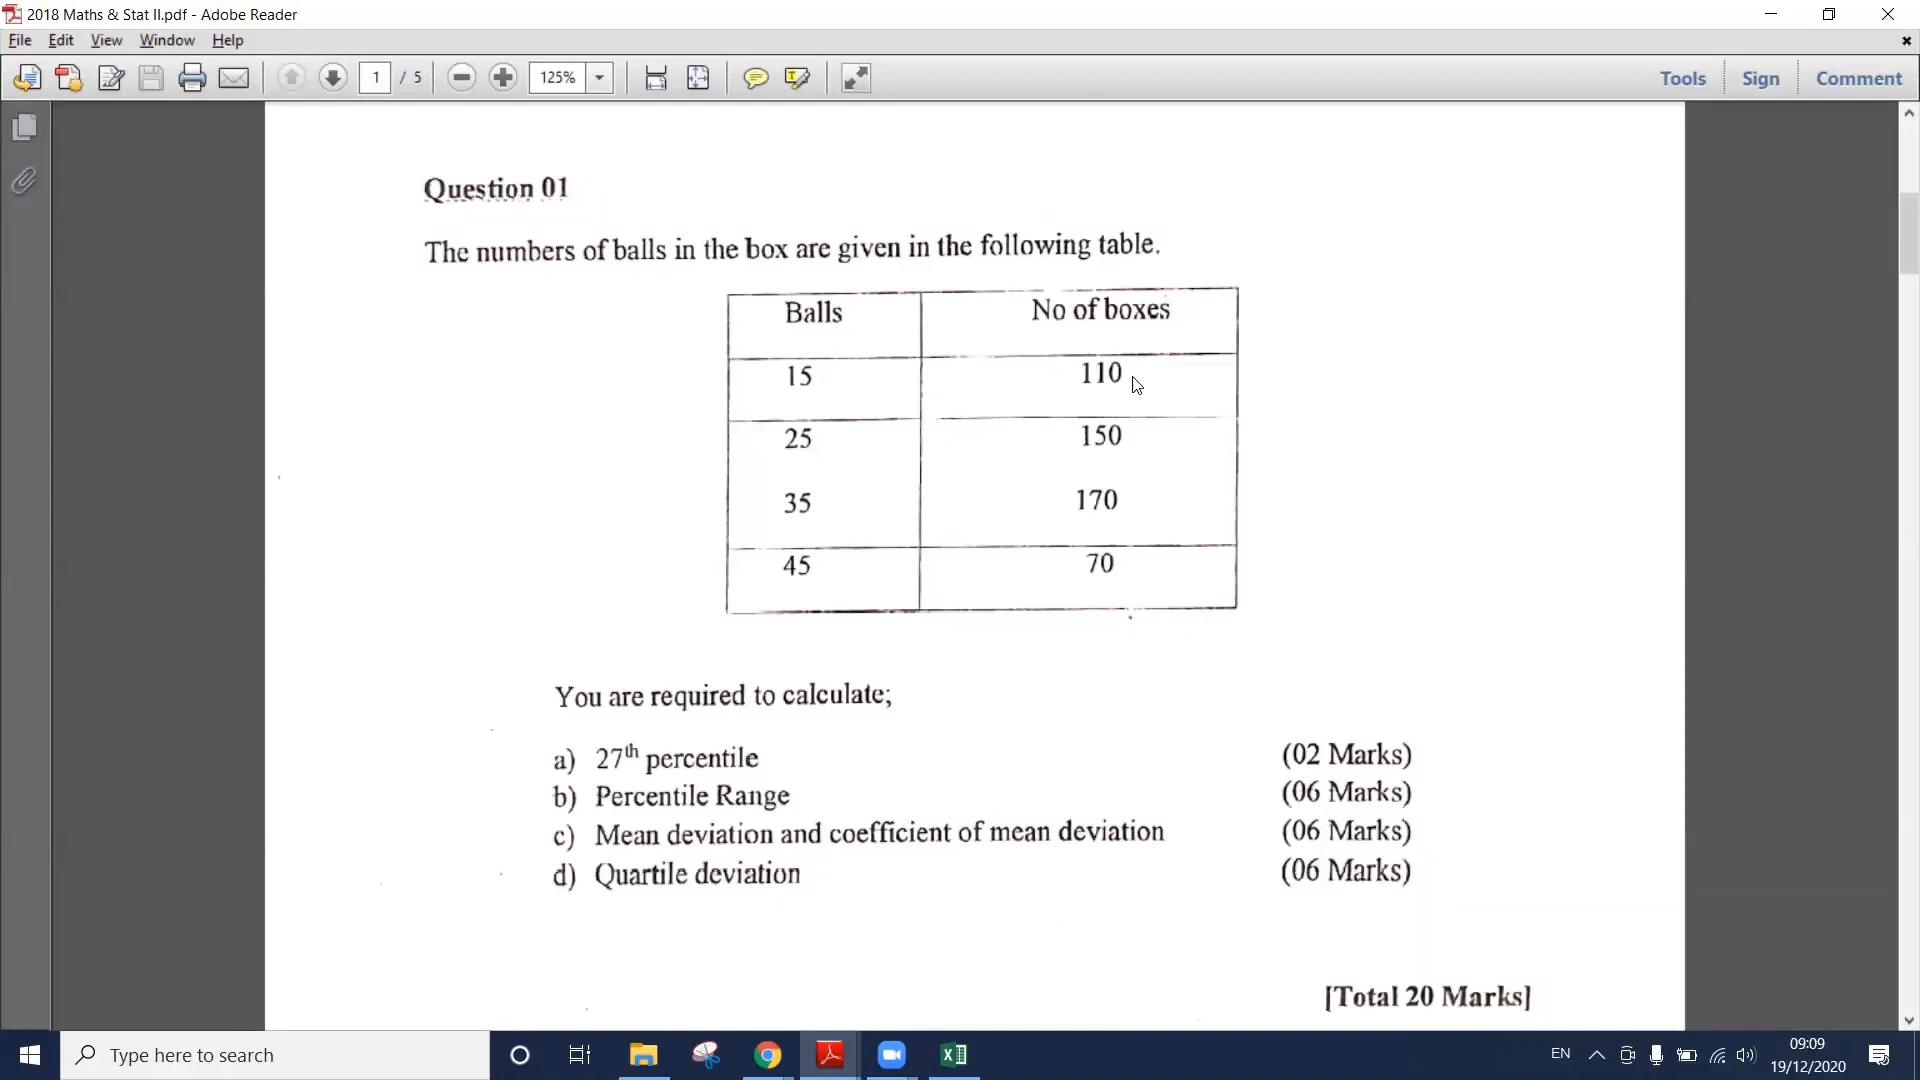 2018 Maths & Stat II.pdf - Adobe Reader
File Edit View Window Help
1 / 5 125% Tools Sign Comment
Question 01
The numbers of balls in the box are given in the following table.
Balls No of boxes
15 110
25 150
35 170
45 70
You are required to calculate;
a) 27th percentile (02 Marks)
b) Percentile Range (06 Marks)
c) Mean deviation and coefficient of mean deviation (06 Marks)
d) Quartile deviation (06 Marks)
[Total 20 Marks]
Type here to search
EN
09:09
19/12/2020